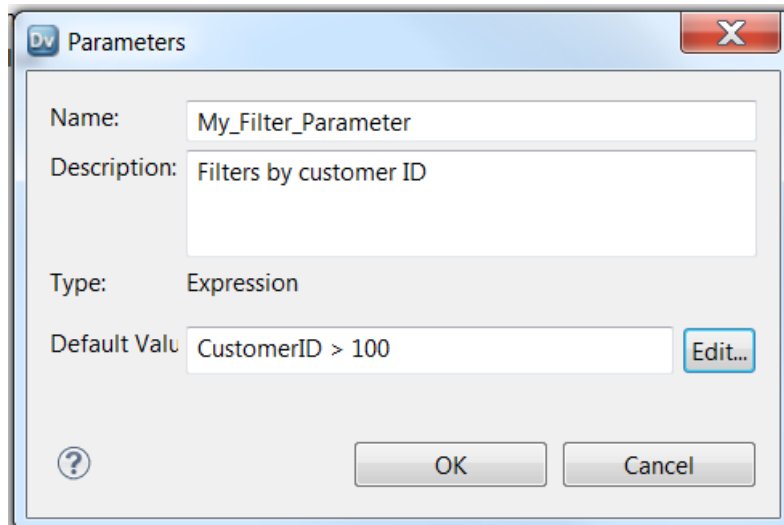 Dv Parameters
Name: My_Filter_Parameter
Description: Filters by customer ID
Type: Expression
Default Valu CustomerID > 100 Edit...
? OK Cancel